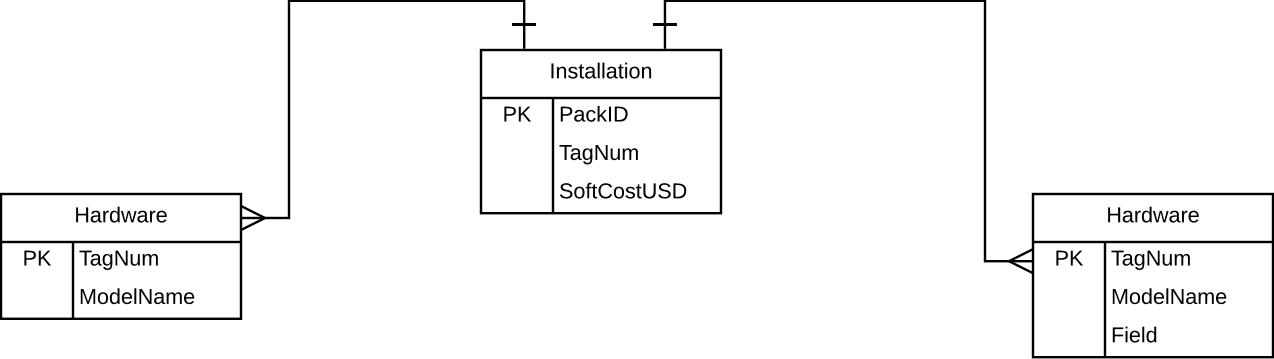 Installation
PK PackID
TagNum
SoftCostUSD
Hardware
PK TagNum
ModelName
Hardware
PK TagNum
ModelName
Field